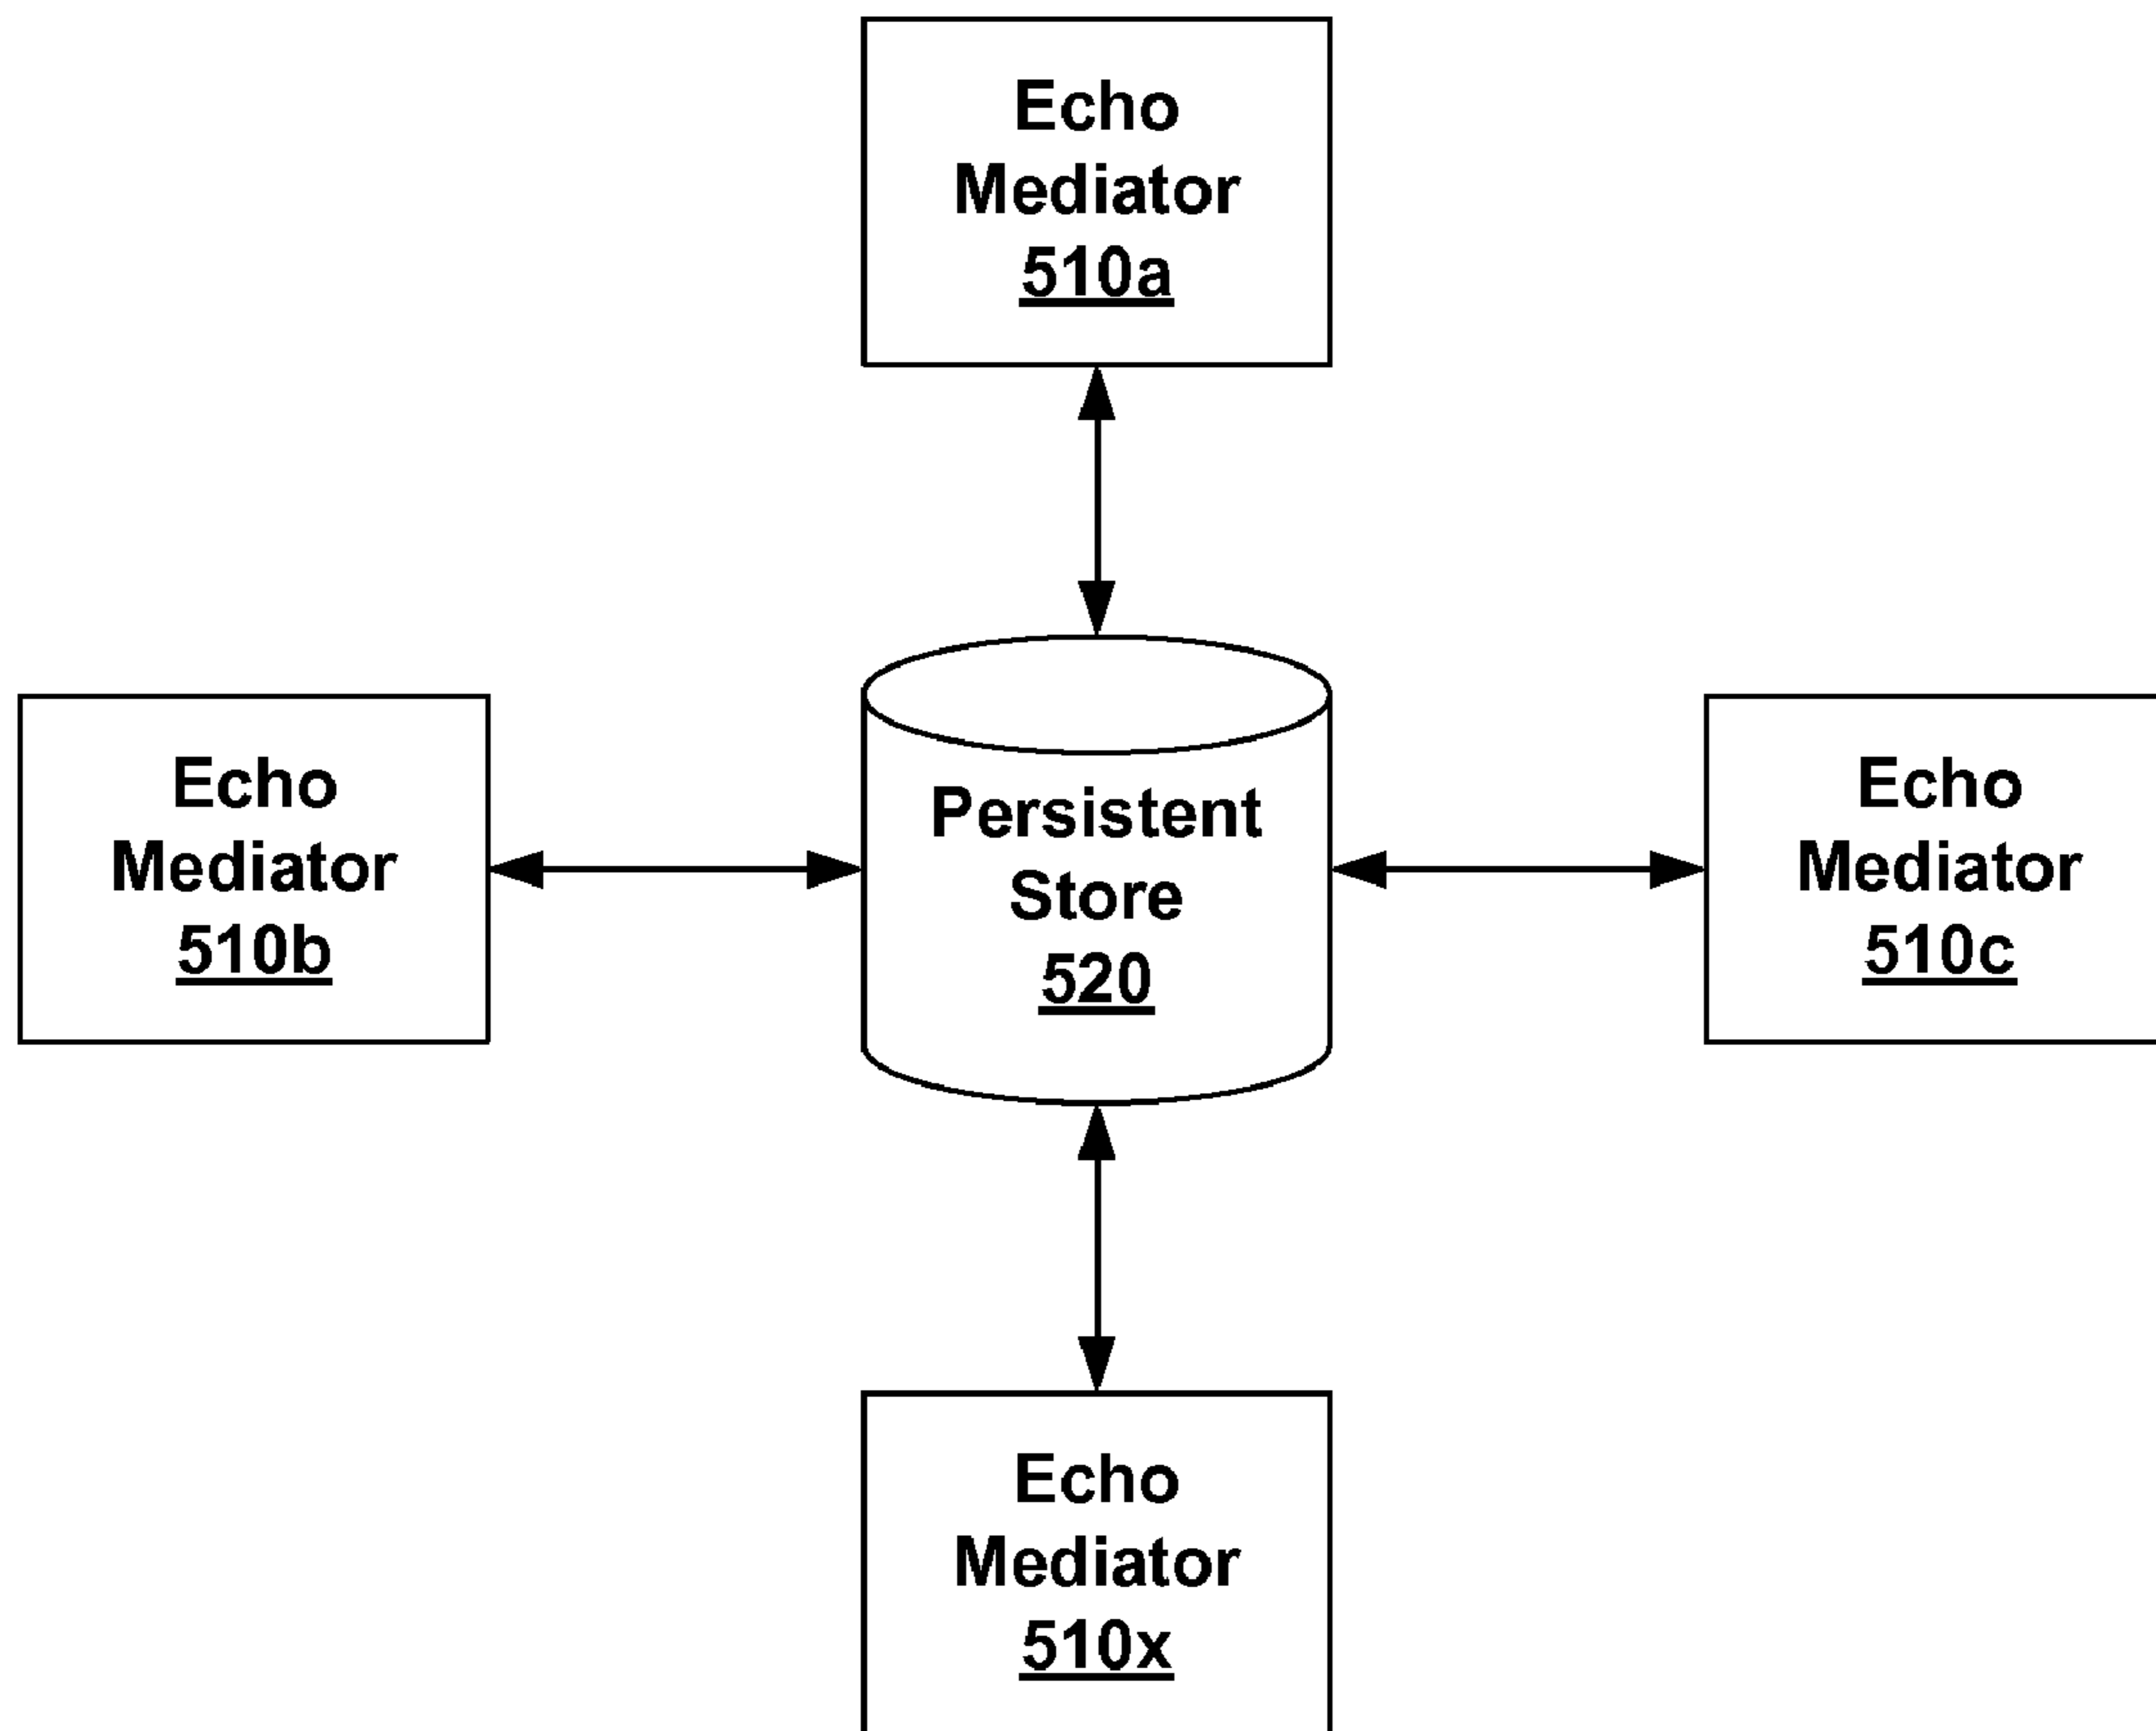 Echo
Mediator
510a
Echo
Mediator
510b
Persistent
Store
520
Echo
Mediator
510c
Echo
Mediator
510x